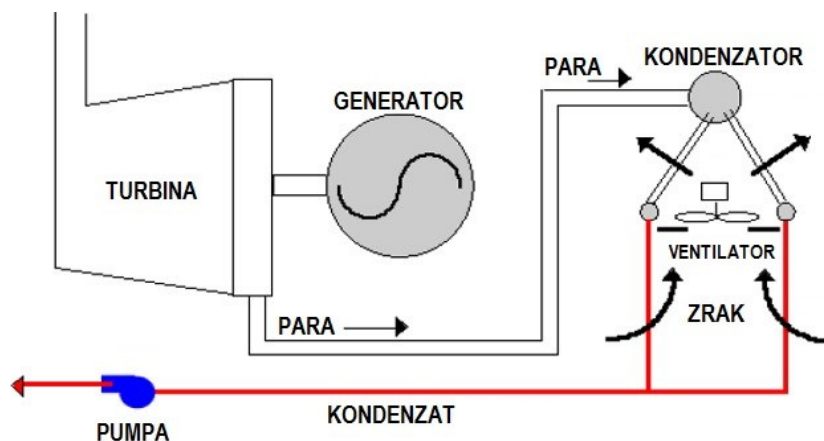 PARA
KONDENZATOR
GENERATOR
TURBINA
VENTILATOR
PARA
ZRAK
KONDENZAT
PUMPA